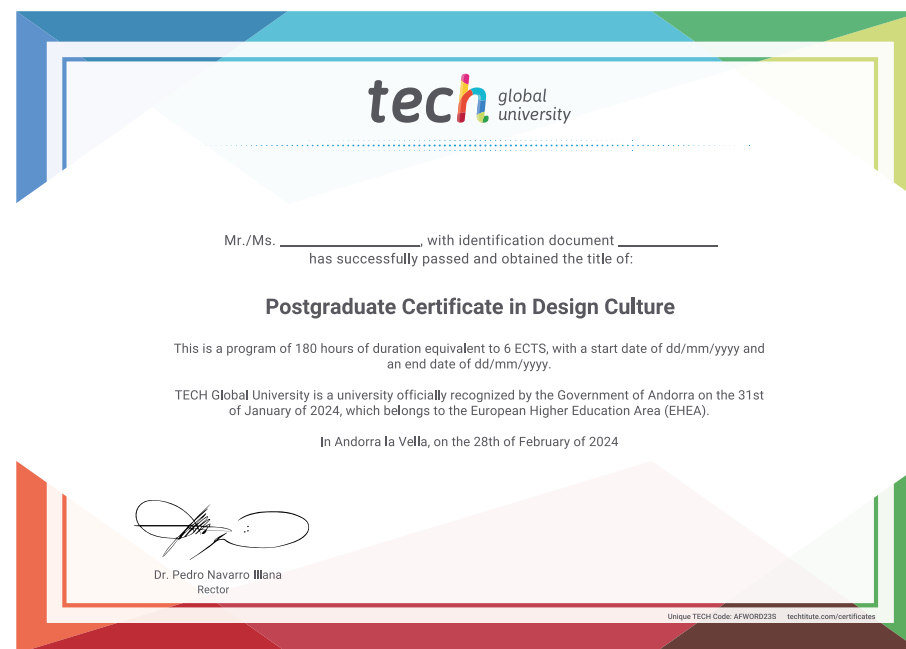 tech global
university
Mr./Ms. ____________________, with identification document ______________
has successfully passed and obtained the title of:
Postgraduate Certificate in Design Culture
This is a program of 180 hours of duration equivalent to 6 ECTS, with a start date of dd/mm/yyyy and
an end date of dd/mm/yyyy.
TECH Global University is a university officially recognized by the Government of Andorra on the 31st
of January of 2024, which belongs to the European Higher Education Area (EHEA).
In Andorra la Vella, on the 28th of February of 2024
Dr. Pedro Navarro Illana
Rector
Unique TECH Code: AFWORD23S techtitute.com/certificates